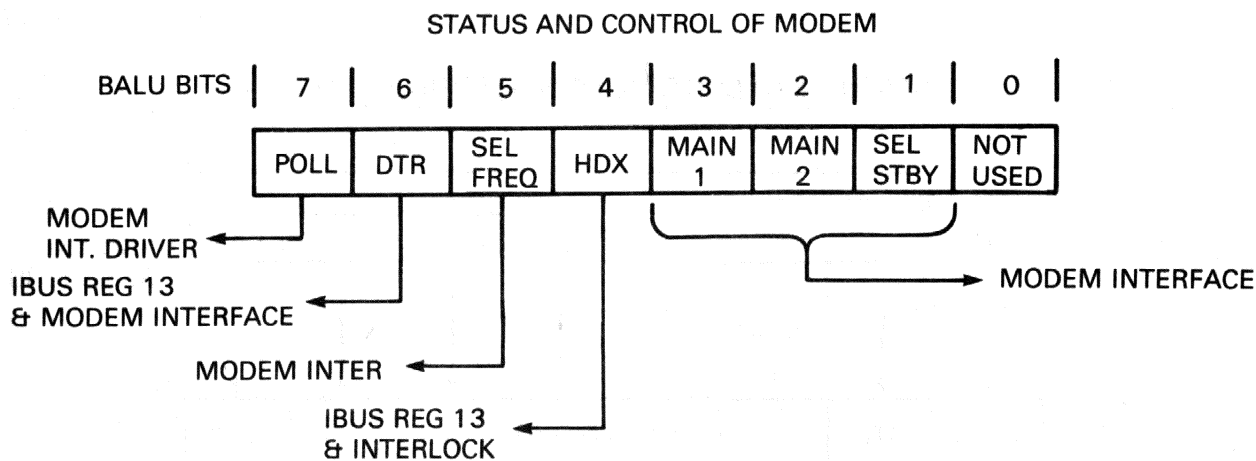 STATUS AND CONTROL OF MODEM
BALU BITS 7 6 5 4 3 2 1 0
POLL DTR SEL FREQ HDX MAIN 1 MAIN 2 SEL STBY NOT USED
MODEM
INT. DRIVER
IBUS REG 13
& MODEM INTERFACE
MODEM INTERFACE
MODEM INTER
IBUS REG 13
& INTERLOCK